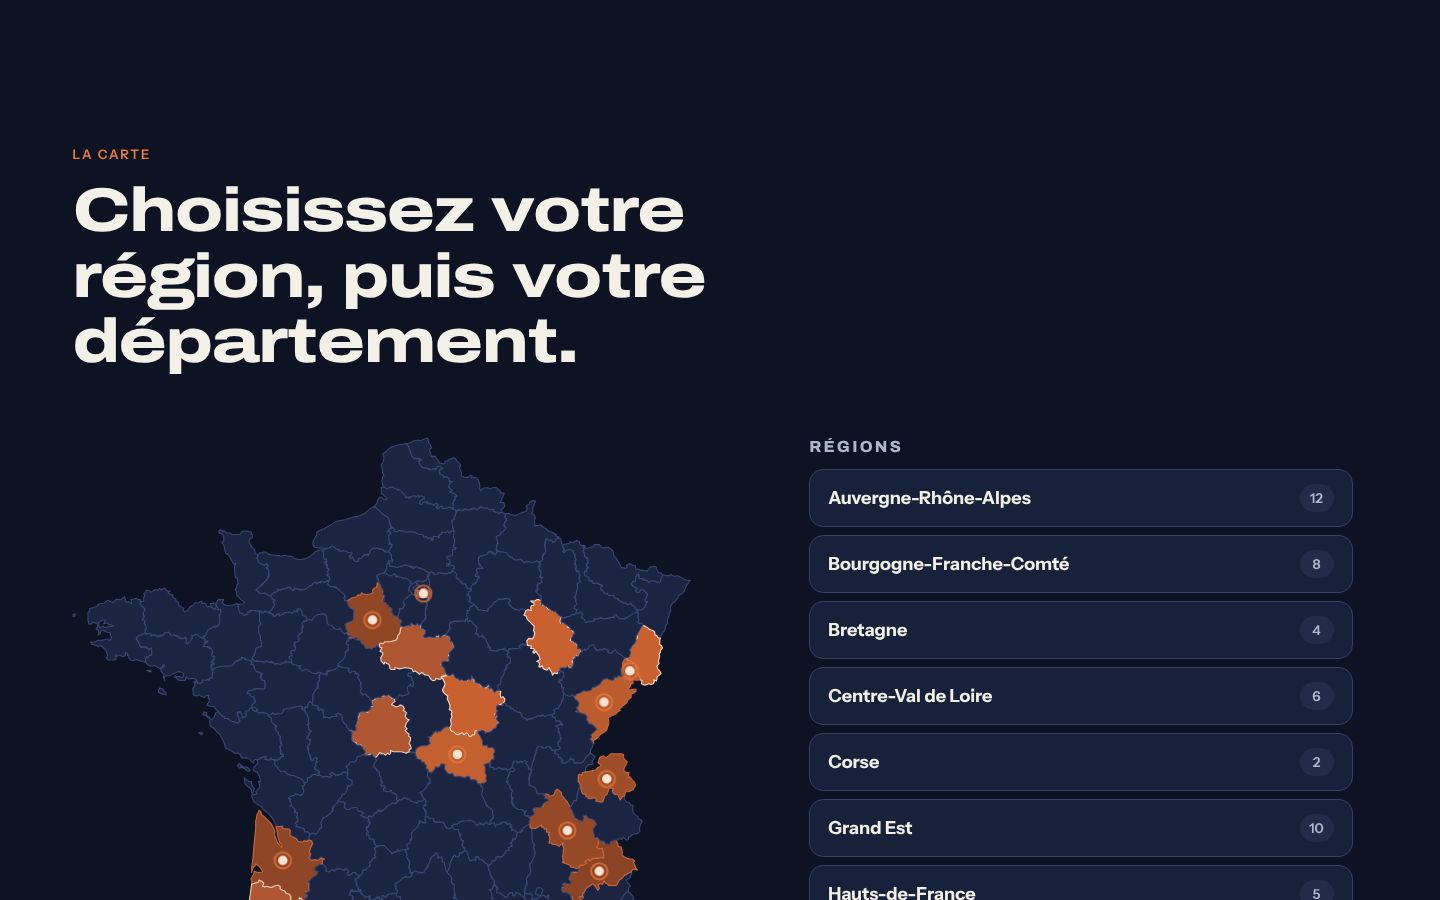 LA CARTE
Choisissez votre
région, puis votre
département.
RÉGIONS
Auvergne-Rhône-Alpes 12
Bourgogne-Franche-Comté 8
Bretagne 4
Centre-Val de Loire 6
Corse 2
Grand Est 10
Hauts-de-France 5